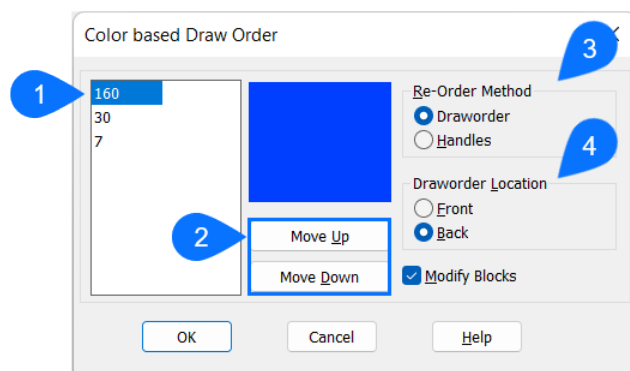 Color based Draw Order
3
1
160
30
7
Re-Order Method
Draworder
Handles
4
Draworder Location
Front
Back
2
Move Up
Move Down
Modify Blocks
OK
Cancel
Help